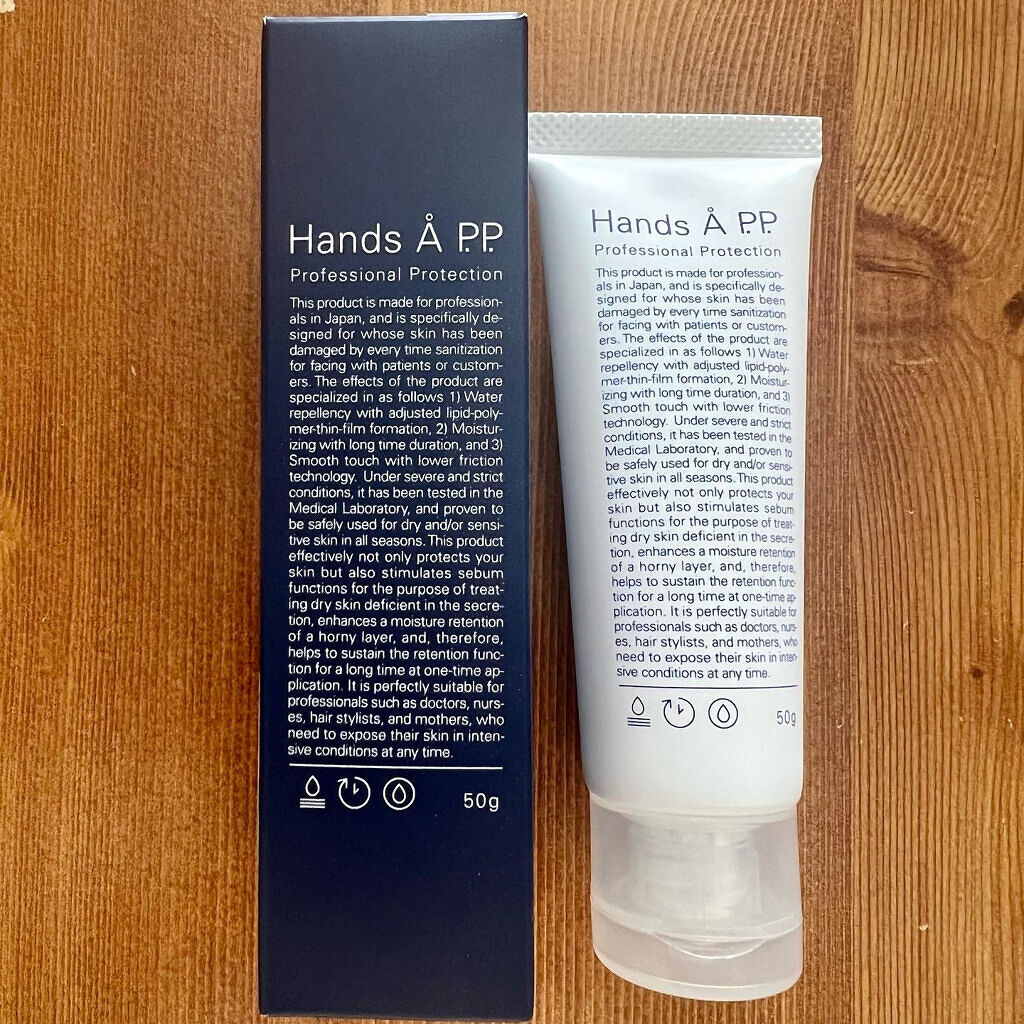 Hands Å P.P.
Professional Protection
This product is made for profession-
als in Japan, and is specifically de-
signed for whose skin has been
damaged by every time sanitization
for facing with patients or custom-
ers. The effects of the product are
specialized in as follows 1) Water
repellency with adjusted lipid-poly-
mer-thin-film formation, 2) Moistur-
izing with long time duration, and 3)
Smooth touch with lower friction
technology. Under severe and strict
conditions, it has been tested in the
Medical Laboratory, and proven to
be safely used for dry and/or sensi-
tive skin in all seasons. This product
effectively not only protects your
skin but also stimulates sebum
functions for the purpose of treat-
ing dry skin deficient in the secre-
tion, enhances a moisture retention
of a horny layer, and, therefore,
helps to sustain the retention func-
tion for a long time at one-time ap-
plication. It is perfectly suitable for
professionals such as doctors, nurs-
es, hair stylists, and mothers, who
need to expose their skin in inten-
sive conditions at any time.
50g
Hands Å P.P.
Professional Protection
This product is made for profession-
als in Japan, and is specifically de-
signed for whose skin has been
damaged by every time sanitization
for facing with patients or custom-
ers. The effects of the product are
specialized in as follows 1) Water
repellency with adjusted lipid-poly-
mer-thin-film formation, 2) Moistur-
izing with long time duration, and 3)
Smooth touch with lower friction
technology. Under severe and strict
conditions, it has been tested in the
Medical Laboratory, and proven to
be safely used for dry and/or sensi-
tive skin in all seasons. This product
effectively not only protects your
skin but also stimulates sebum
functions for the purpose of treat-
ing dry skin deficient in the secre-
tion, enhances a moisture retention
of a horny layer, and, therefore,
helps to sustain the retention func-
tion for a long time at one-time ap-
plication. It is perfectly suitable for
professionals such as doctors, nurs-
es, hair stylists, and mothers, who
need to expose their skin in inten-
sive conditions at any time.
50g